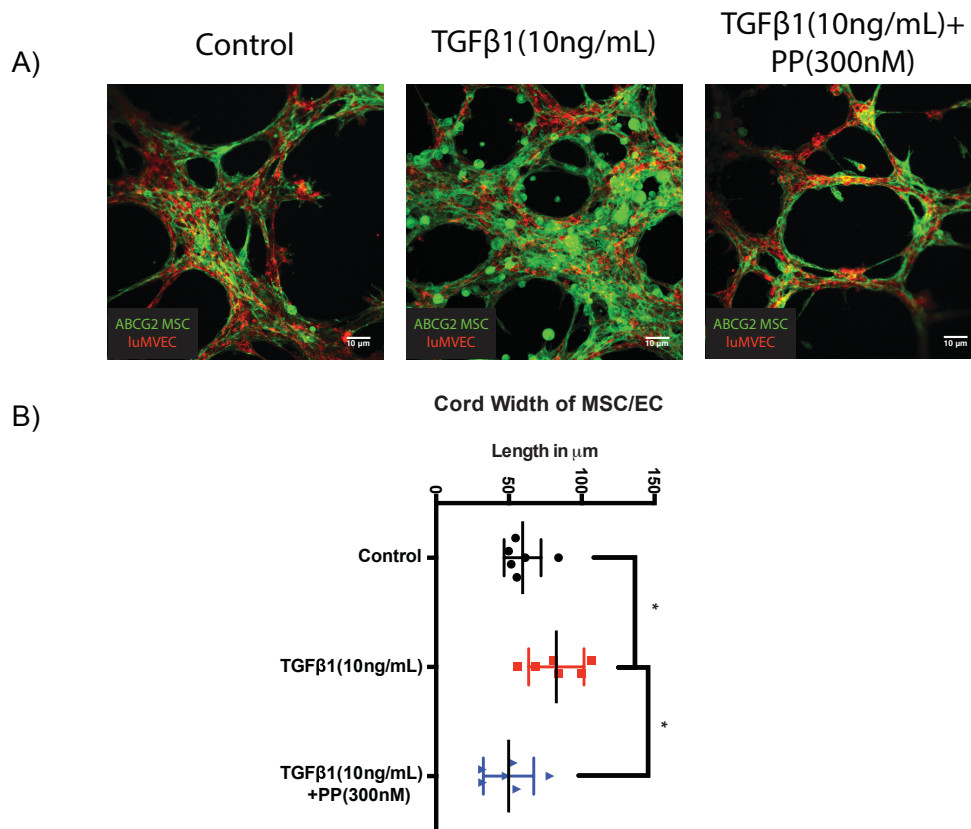 A)
Control
TGFβ1(10ng/mL)
TGFβ1(10ng/mL)+
PP(300nM)
ABCG2 MSC
luMVEC
10 µm
ABCG2 MSC
luMVEC
10 µm
ABCG2 MSC
luMVEC
10 µm
B)
Cord Width of MSC/EC
Length in µm
0
50
100
150
Control
*
TGFβ1(10ng/mL)
*
TGFβ1(10ng/mL)
+PP(300nM)